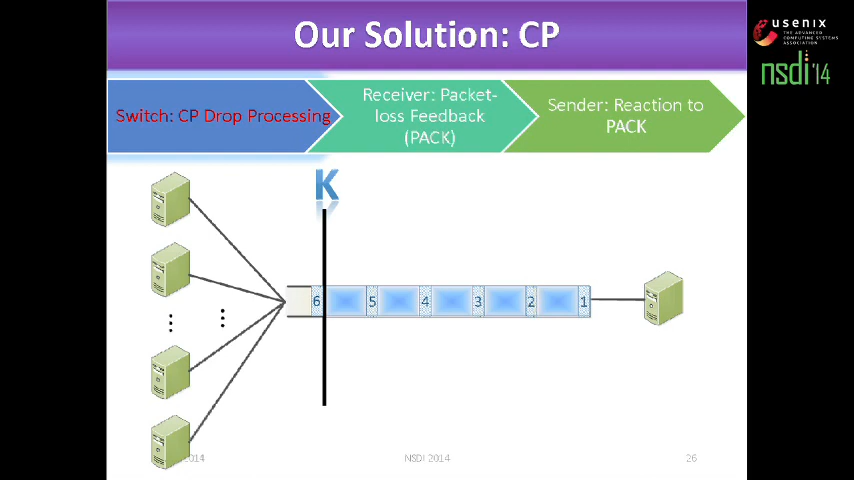 Our Solution: CP
usenix
THE ADVANCED
COMPUTING SYSTEMS
ASSOCIATION
nsdi '14
Switch: CP Drop Processing
Receiver: Packet-
loss Feedback
(PACK)
Sender: Reaction to
PACK
K
6 5 4 3 2 1
2014
NSDI 2014
26